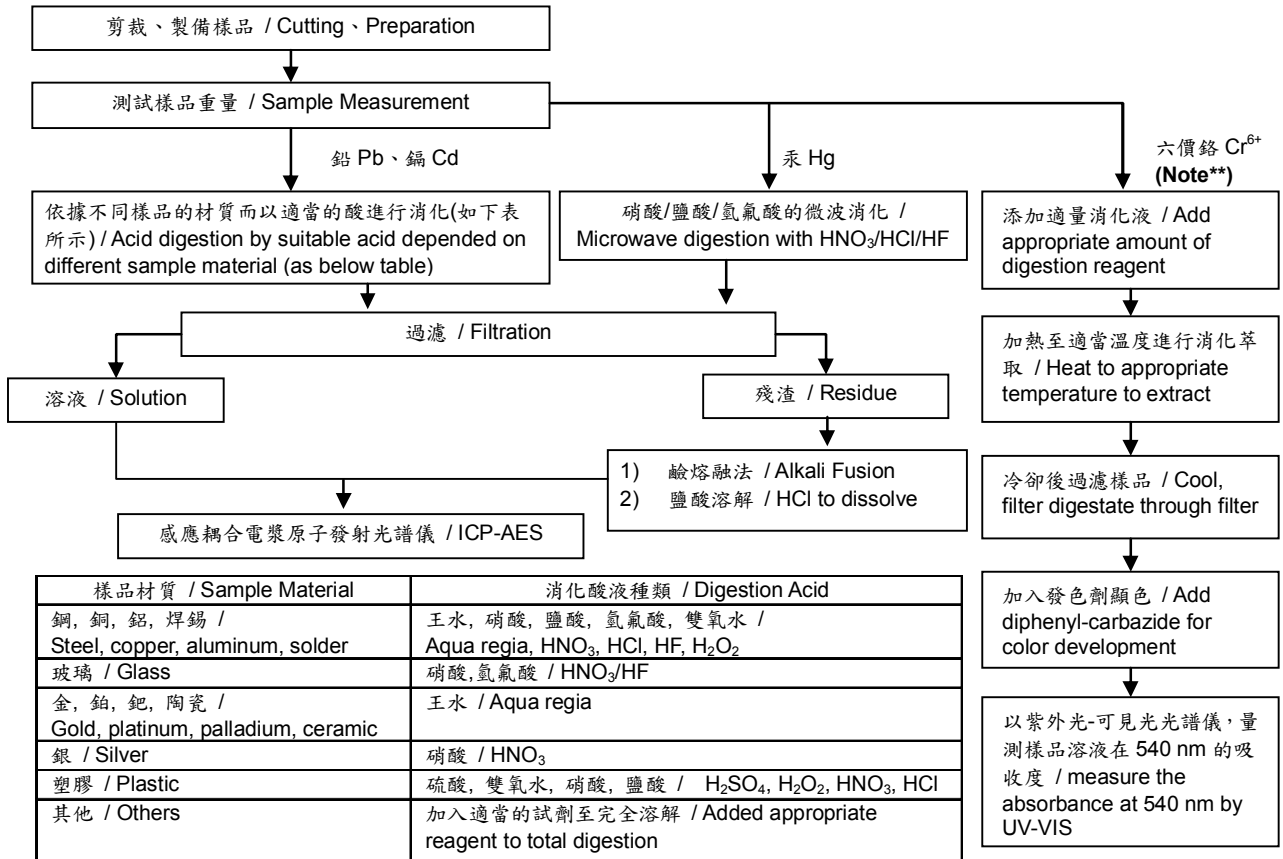 剪裁、製備樣品 / Cutting、Preparation
測試樣品重量 / Sample Measurement
鉛 Pb、鎘 Cd
汞 Hg
六價鉻 Cr⁶⁺
(Note**)
依據不同樣品的材質而以適當的酸進行消化(如下表
所示) / Acid digestion by suitable acid depended on
different sample material (as below table)
硝酸/鹽酸/氫氟酸的微波消化 /
Microwave digestion with HNO₃/HCl/HF
添加適量消化液 / Add
appropriate amount of
digestion reagent
過濾 / Filtration
加熱至適當溫度進行消化萃
取 / Heat to appropriate
temperature to extract
溶液 / Solution
殘渣 / Residue
1) 鹼熔融法 / Alkali Fusion
2) 鹽酸溶解 / HCl to dissolve
冷卻後過濾樣品 / Cool,
filter digestate through filter
感應耦合電漿原子發射光譜儀 / ICP-AES
加入發色劑顯色 / Add
diphenyl-carbazide for
color development
以紫外光-可見光光譜儀，量
測樣品溶液在 540 nm 的吸
收度 / measure the
absorbance at 540 nm by
UV-VIS
樣品材質 / Sample Material 消化酸液種類 / Digestion Acid
鋼, 銅, 鋁, 焊錫 / 王水, 硝酸, 鹽酸, 氫氟酸, 雙氧水 /
Steel, copper, aluminum, solder Aqua regia, HNO₃, HCl, HF, H₂O₂
玻璃 / Glass 硝酸,氫氟酸 / HNO₃/HF
金, 鉑, 鈀, 陶瓷 / 王水 / Aqua regia
Gold, platinum, palladium, ceramic
銀 / Silver 硝酸 / HNO₃
塑膠 / Plastic 硫酸, 雙氧水, 硝酸, 鹽酸 / H₂SO₄, H₂O₂, HNO₃, HCl
其他 / Others 加入適當的試劑至完全溶解 / Added appropriate
reagent to total digestion